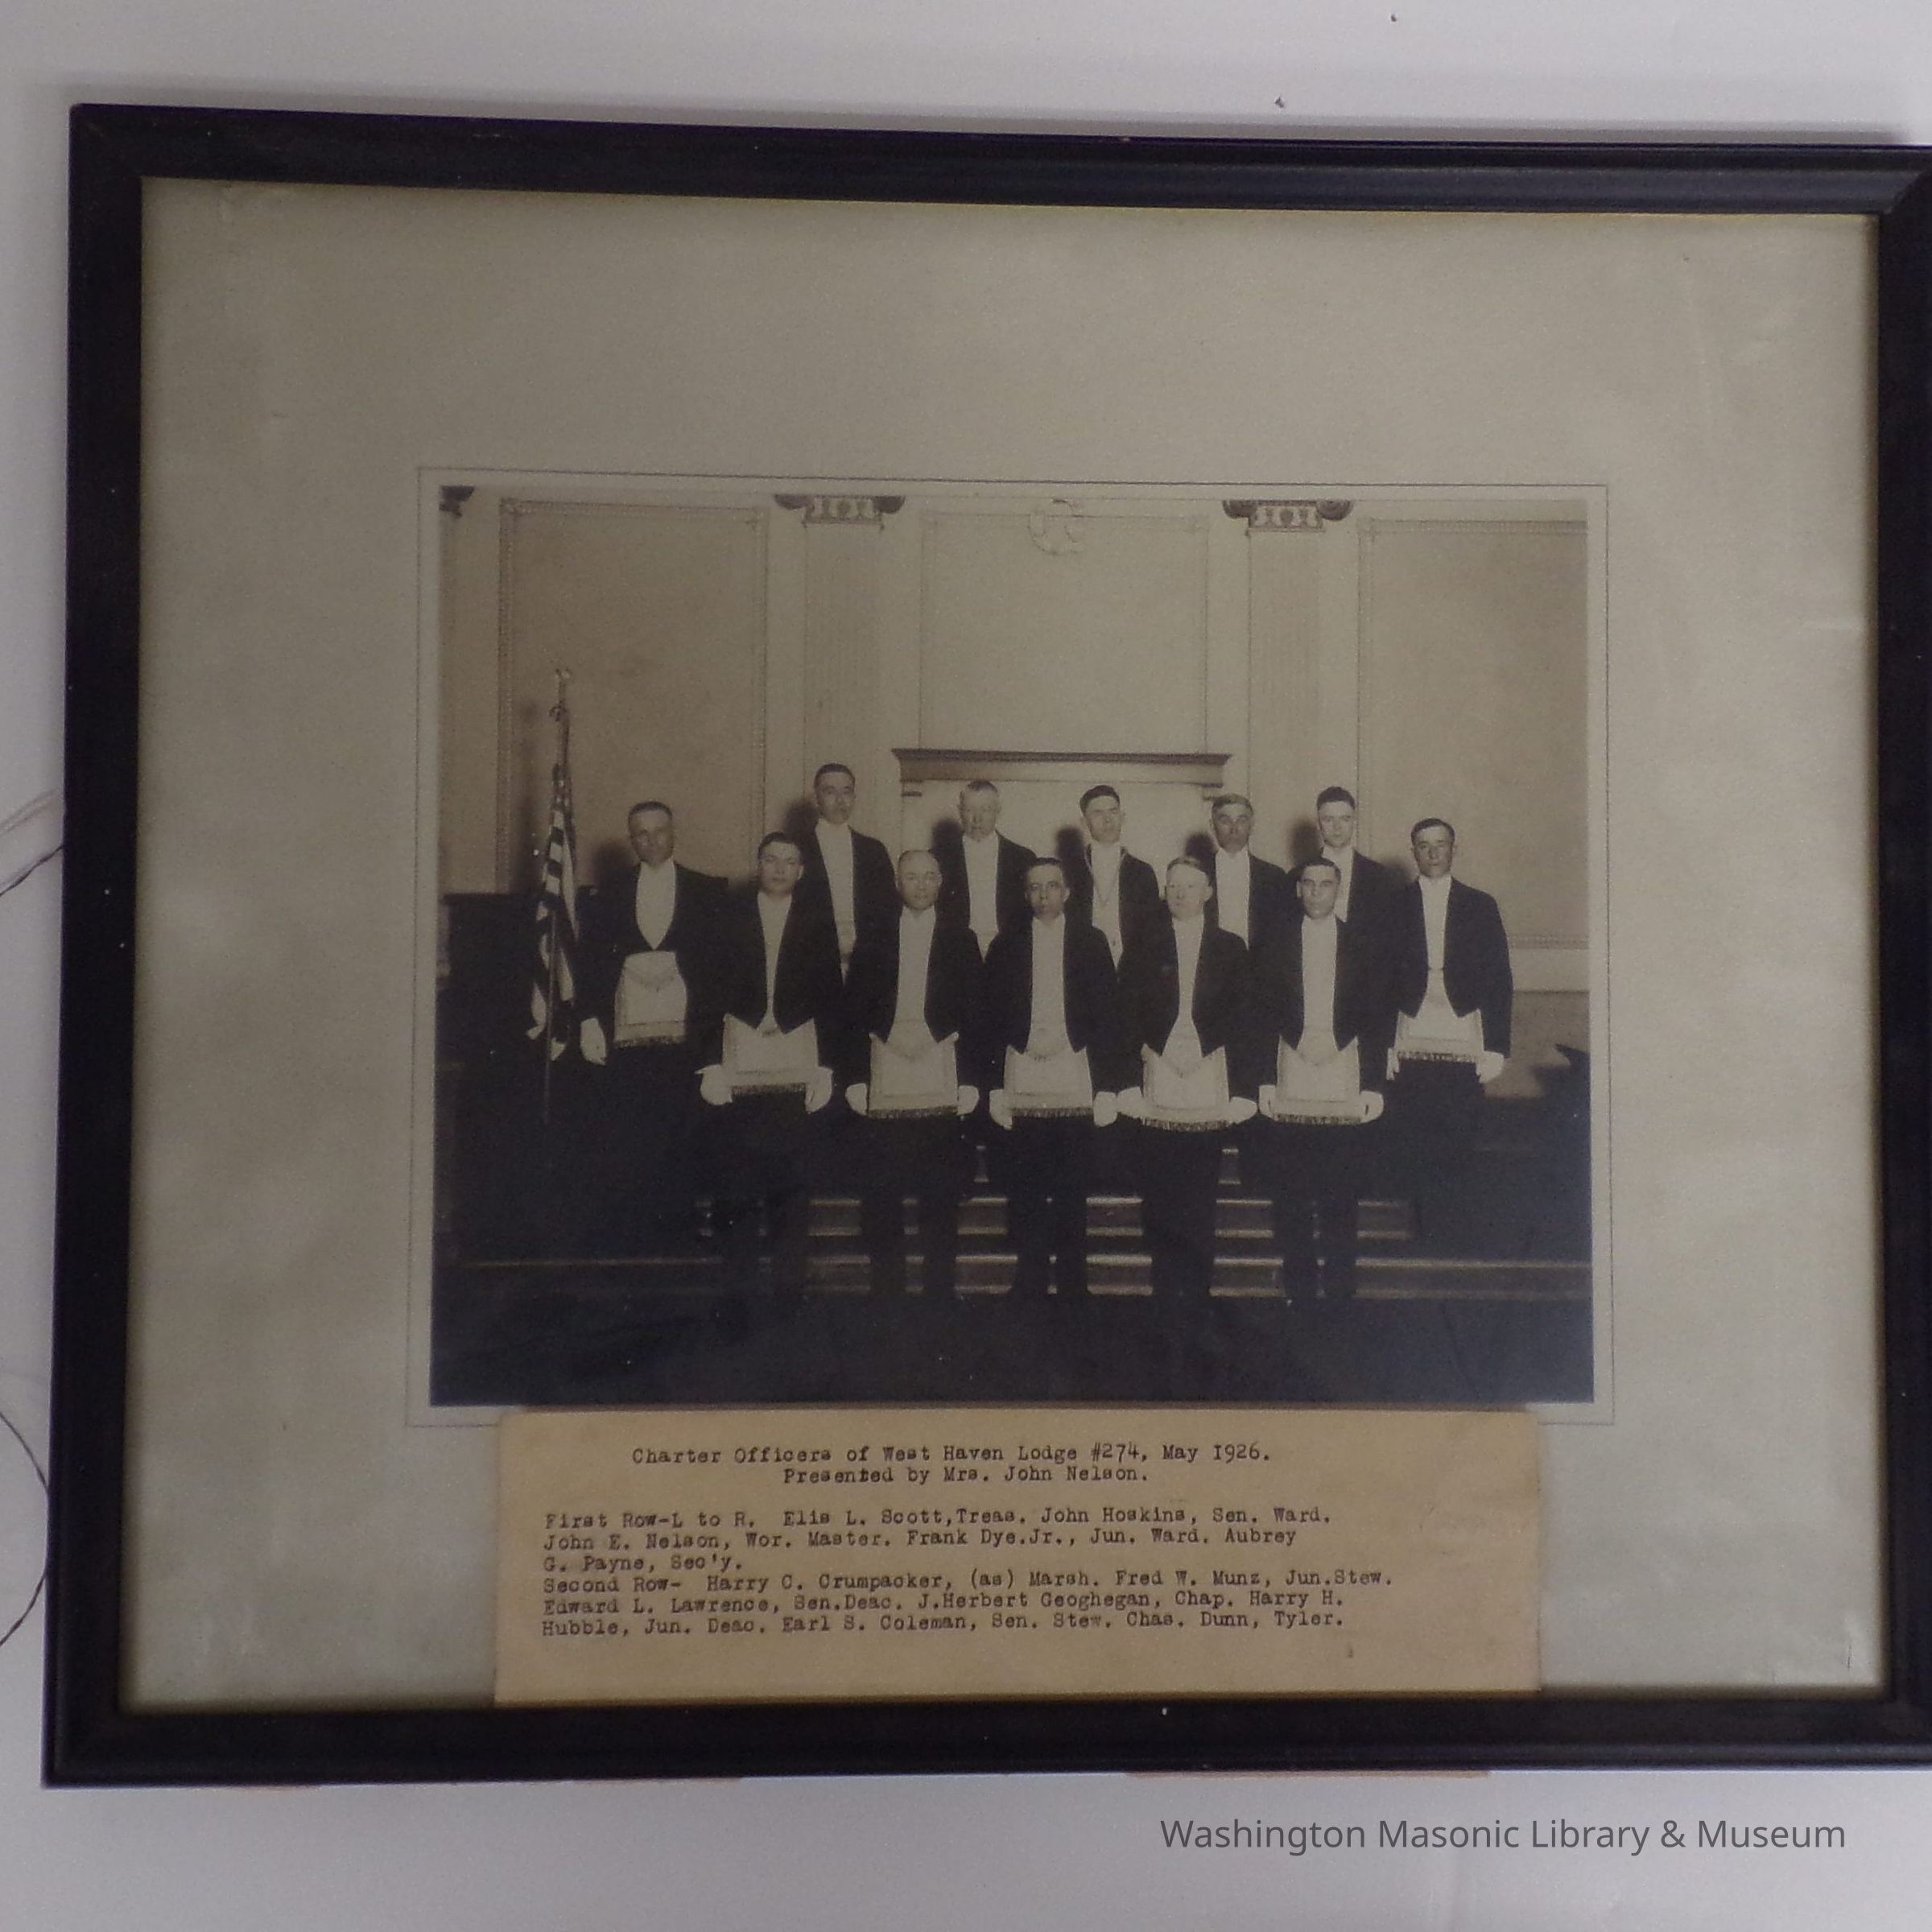 Charter Officers of West Haven Lodge #274, May I926.
Presented by Mrs. John Nelson.
First Row-L to R. Elis L. Scott,Treas. John Hoskins, Sen. Ward.
John E. Nelson, Wor. Master. Frank Dye.Jr., Jun. Ward. Aubrey
G. Payne, Sec'y.
Second Row- Harry C. Crumpacker, (as) Marsh. Fred W. Munz, Jun.Stew.
Edward L. Lawrence, Sen.Deac. J.Herbert Geoghegan, Chap. Harry H.
Hubble, Jun. Deac. Earl S. Coleman, Sen. Stew. Chas. Dunn, Tyler.
Washington Masonic Library & Museum